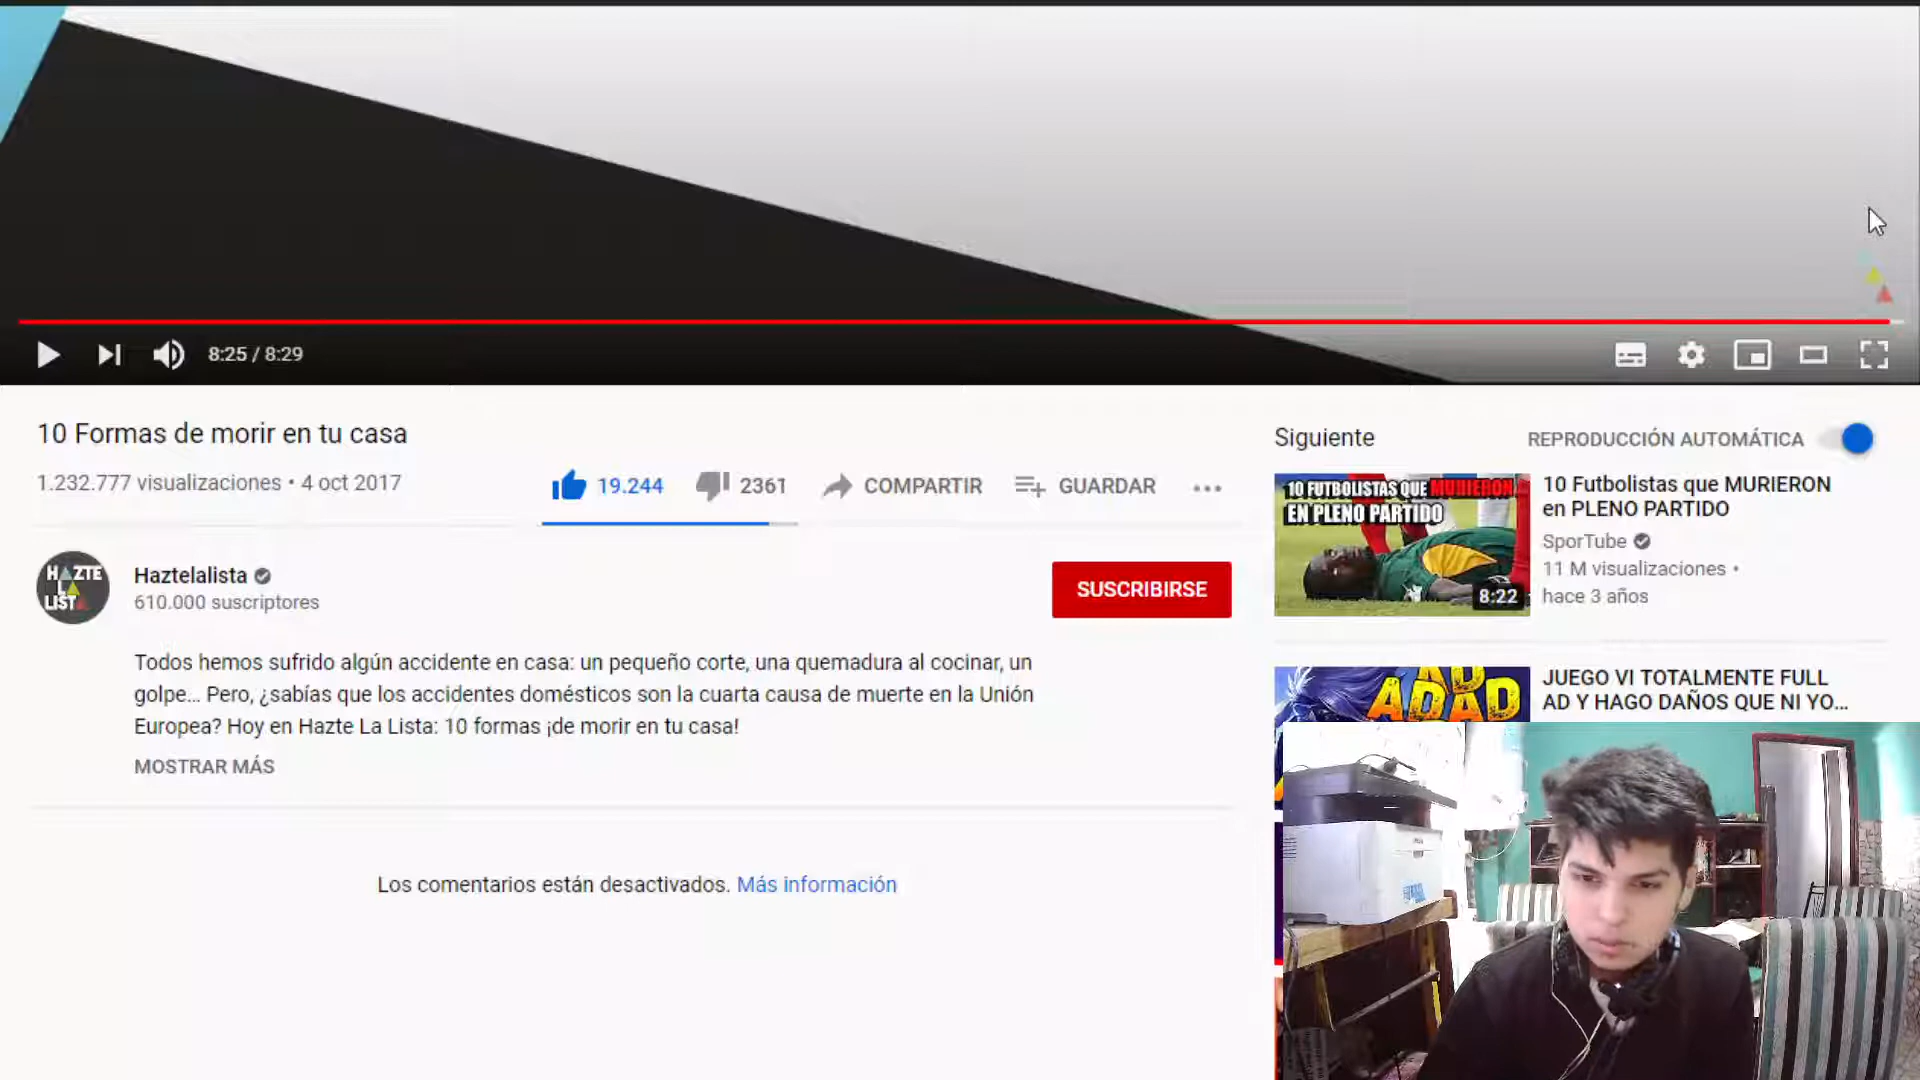 8:25 / 8:29
10 Formas de morir en tu casa
1.232.777 visualizaciones • 4 oct 2017
19.244
2361
COMPARTIR
GUARDAR
Haztelalista
610.000 suscriptores
HAZTE
LA
LISTA
SUSCRIBIRSE
Todos hemos sufrido algún accidente en casa: un pequeño corte, una quemadura al cocinar, un
golpe... Pero, ¿sabías que los accidentes domésticos son la cuarta causa de muerte en la Unión
Europea? Hoy en Hazte La Lista: 10 formas ¡de morir en tu casa!
MOSTRAR MÁS
Los comentarios están desactivados. Más información
Siguiente
REPRODUCCIÓN AUTOMÁTICA
10 FUTBOLISTAS QUE MURIERON
EN PLENO PARTIDO
8:22
10 Futbolistas que MURIERON
en PLENO PARTIDO
SporTube
11 M visualizaciones •
hace 3 años
AD
ADAD
JUEGO VI TOTALMENTE FULL
AD Y HAGO DAÑOS QUE NI YO...